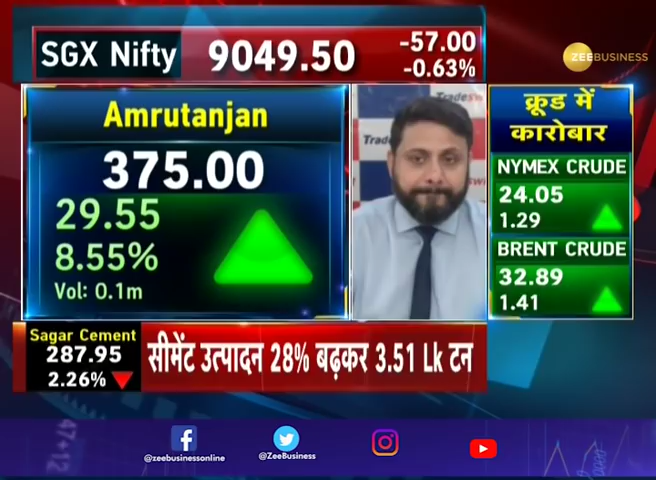 SGX Nifty 9049.50 -57.00
-0.63%
ZEEBUSINESS
Amrutanjan
375.00
29.55
8.55%
Vol: 0.1m
Trade
क्रूड में
कारोबार
NYMEX CRUDE
24.05
1.29
BRENT CRUDE
32.89
1.41
Sagar Cement
287.95
2.26%
सीमेंट उत्पादन 28% बढ़कर 3.51 Lk टन
@zeebusinessonline
@ZeeBusiness